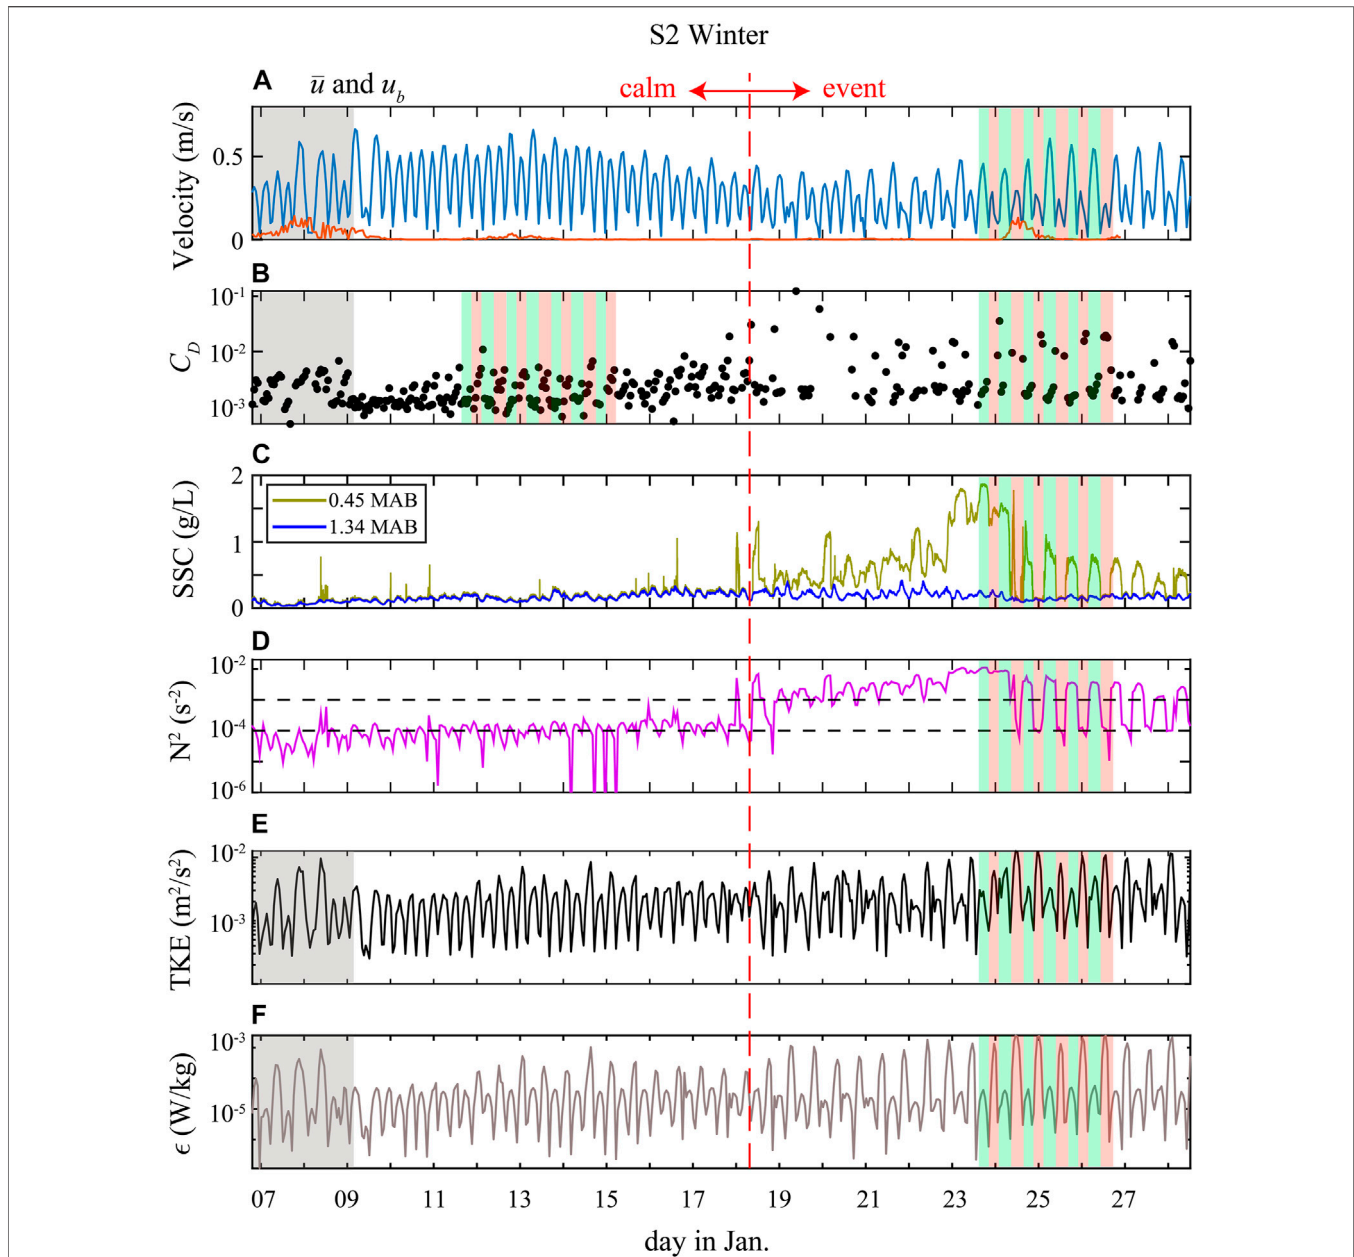 S2 Winter
A
ū and u_b
calm
event
Velocity (m/s)
0.5
0
B
C_D
10⁻¹
10⁻²
10⁻³
C
SSC (g/L)
2
1
0
0.45 MAB
1.34 MAB
D
N² (s⁻²)
10⁻²
10⁻⁴
10⁻⁶
E
TKE (m²/s²)
10⁻²
10⁻³
F
ϵ (W/kg)
10⁻³
10⁻⁵
07 09 11 13 15 17 19 21 23 25 27
day in Jan.